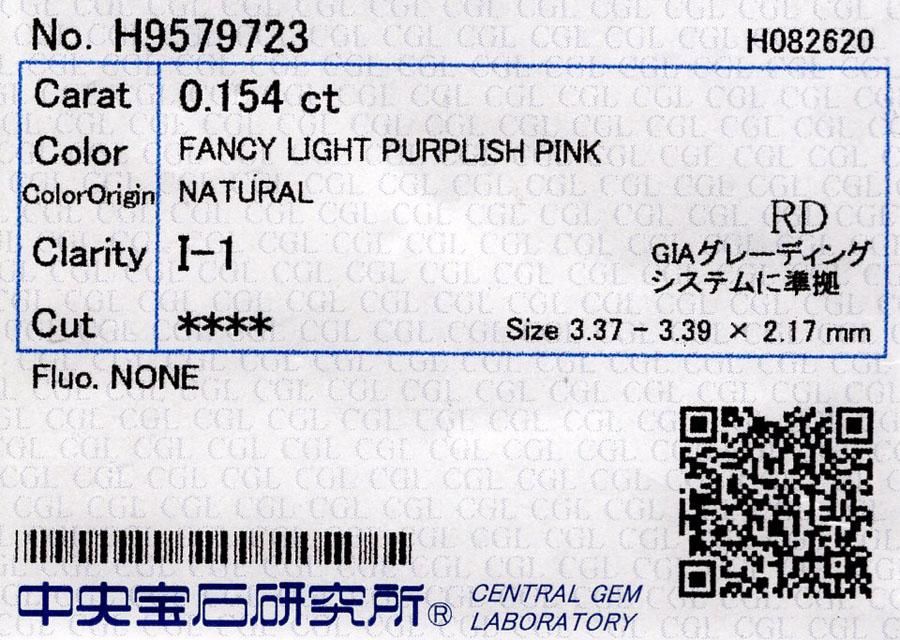 No. H9579723
H082620
Carat 0.154 ct
Color FANCY LIGHT PURPLISH PINK
ColorOrigin NATURAL
RD
Clarity I-1
GIAグレーディング
システムに準拠
Cut ****
Size 3.37 - 3.39 × 2.17 mm
Fluo. NONE
中央宝石研究所®
CENTRAL GEM
LABORATORY